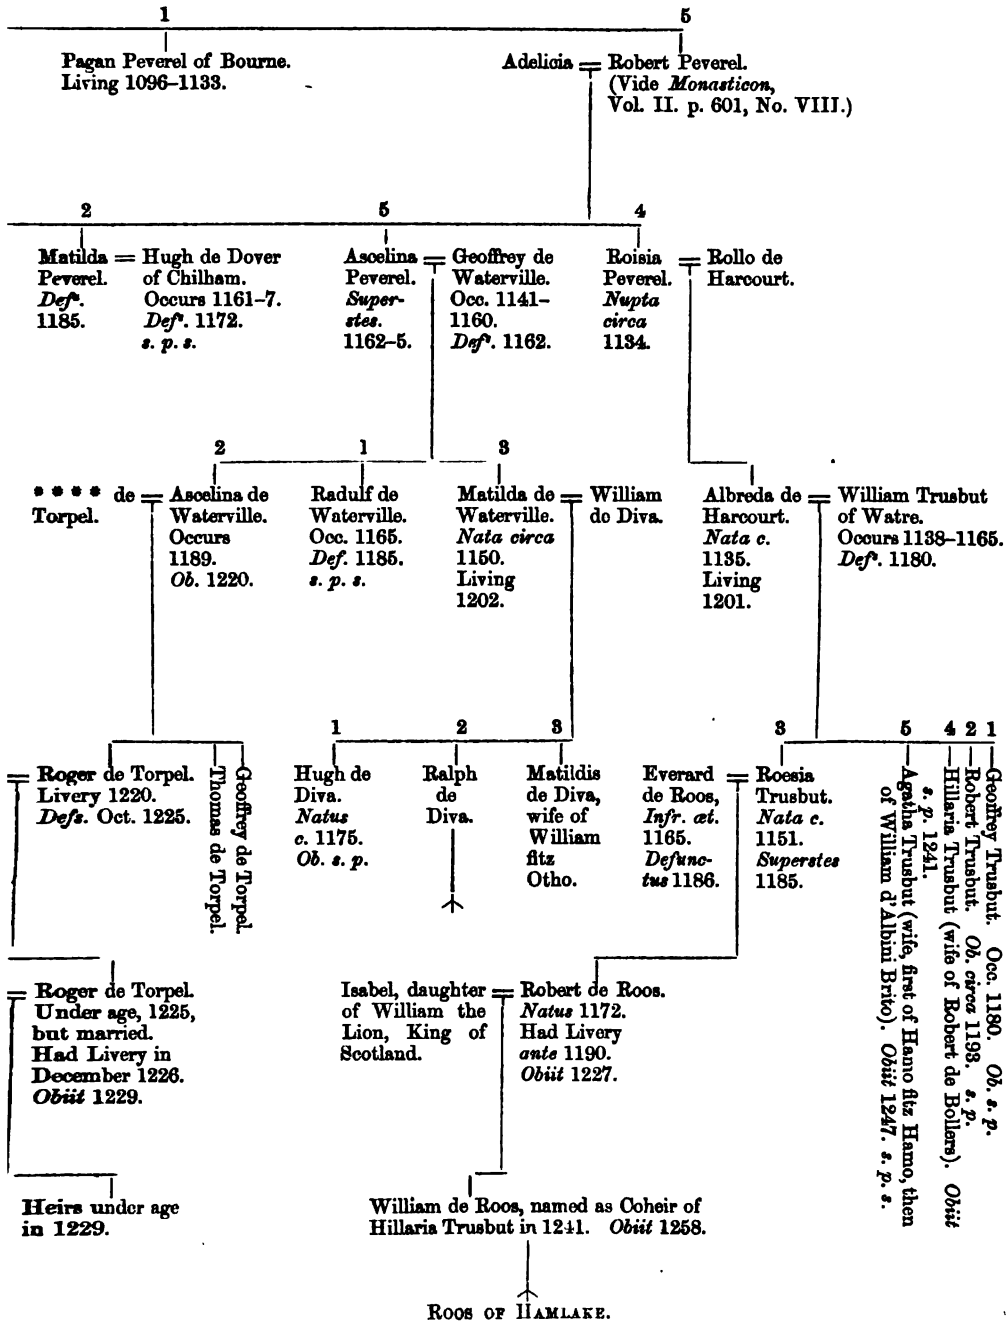 1
5
Pagan Peverel of Bourne.
Living 1096–1133.
Adelicia = Robert Peverel.
(Vide Monasticon,
Vol. II. p. 601, No. VIII.)
2
5
4
Matilda
Peverel.
Defᵃ.
1185.
= Hugh de Dover
of Chilham.
Occurs 1161–7.
Defˢ. 1172.
s. p. s.
Ascelina
Peverel.
Super-
stes.
1162–5.
= Geoffrey de
Waterville.
Occ. 1141–
1160.
Defˢ. 1162.
Roisia
Peverel.
Nupta
circa
1134.
= Rollo de
Harcourt.
2
1
3
* * * * de
Torpel.
= Ascelina de
Waterville.
Occurs
1189.
Ob. 1220.
Radulf de
Waterville.
Occ. 1165.
Def. 1185.
s. p. s.
Matilda de
Waterville.
Nata circa
1150.
Living
1202.
= William
de Diva.
Albreda de
Harcourt.
Nata c.
1135.
Living
1201.
= William Trusbut
of Watre.
Occurs 1138–1165.
Defˢ. 1180.
1
2
3
3
5
4
2
1
= Roger de Torpel.
Livery 1220.
Defs. Oct. 1225.
Thomas de Torpel.
Geoffrey de Torpel.
Hugh de
Diva.
Natus
c. 1175.
Ob. s. p.
Ralph
de
Diva.
Matildis
de Diva,
wife of
William
fitz
Otho.
Everard
de Roos,
Infr. æt.
1165.
Defunc-
tus 1186.
= Roesia
Trusbut.
Nata c.
1151.
Superstes
1185.
Agatha Trusbut (wife, first of Hamo fitz Hamo, then
of William d'Albini Brito). Obiit 1247. s. p. s.
Hillaria Trusbut (wife of Robert de Bollers). Obiit
s. p. 1241.
Robert Trusbut. Ob. circa 1193. s. p.
Geoffrey Trusbut. Occ. 1180. Ob. s. p.
= Roger de Torpel.
Under age, 1225,
but married.
Had Livery in
December 1226.
Obiit 1229.
Isabel, daughter
of William the
Lion, King of
Scotland.
= Robert de Roos.
Natus 1172.
Had Livery
ante 1190.
Obiit 1227.
Heirs under age
in 1229.
William de Roos, named as Coheir of
Hillaria Trusbut in 1241. Obiit 1258.
ROOS OF HAMLAKE.